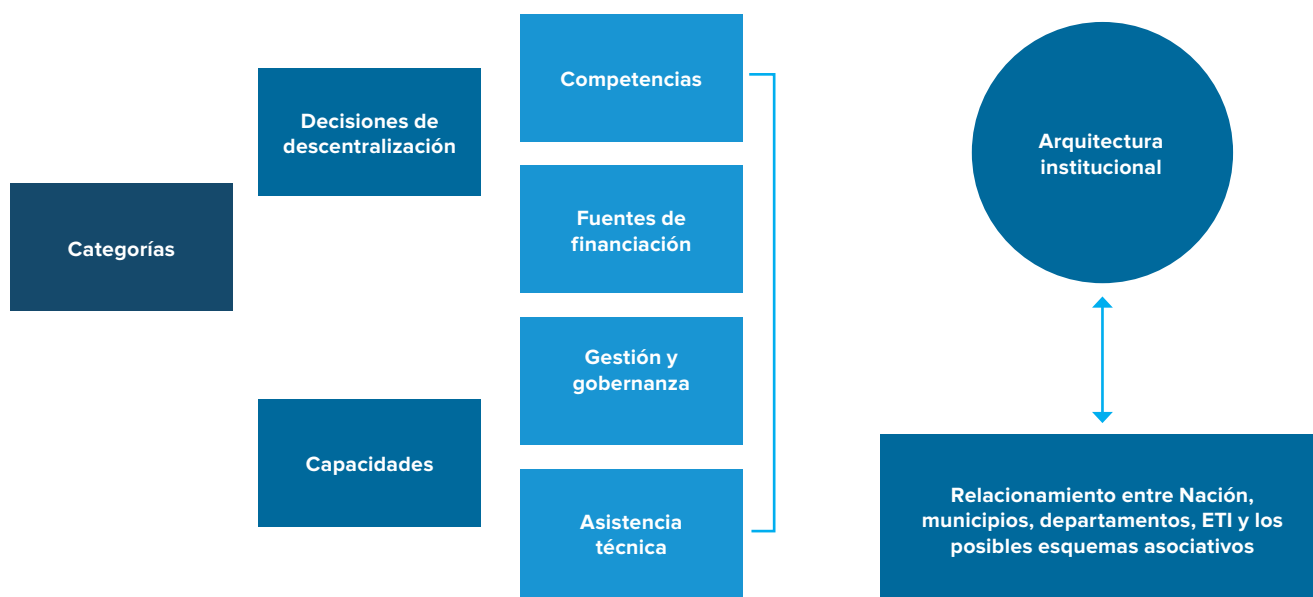 Categorías
Decisiones de
descentralización
Capacidades
Competencias
Fuentes de
financiación
Gestión y
gobernanza
Asistencia
técnica
Arquitectura
institucional
Relacionamiento entre Nación,
municipios, departamentos, ETI y los
posibles esquemas asociativos